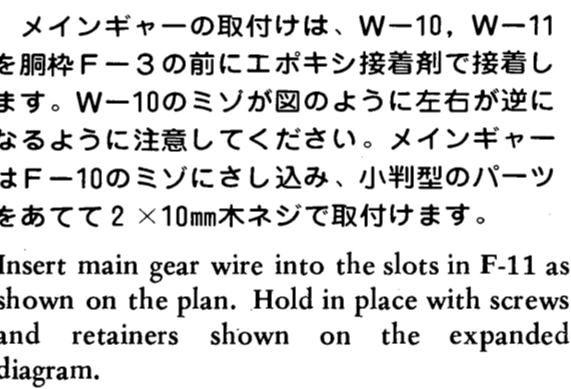 メインギャーの取付けは、W－10，W－11
を胴枠F－3の前にエポキシ接着剤で接着し
ます。W－10のミゾが図のように左右が逆に
なるように注意してください。メインギャー
はF－10のミゾにさし込み、小判型のパーツ
をあてて2×10mm木ネジで取付けます。
Insert main gear wire into the slots in F-11 as
shown on the plan. Hold in place with screws
and retainers shown on the expanded
diagram.